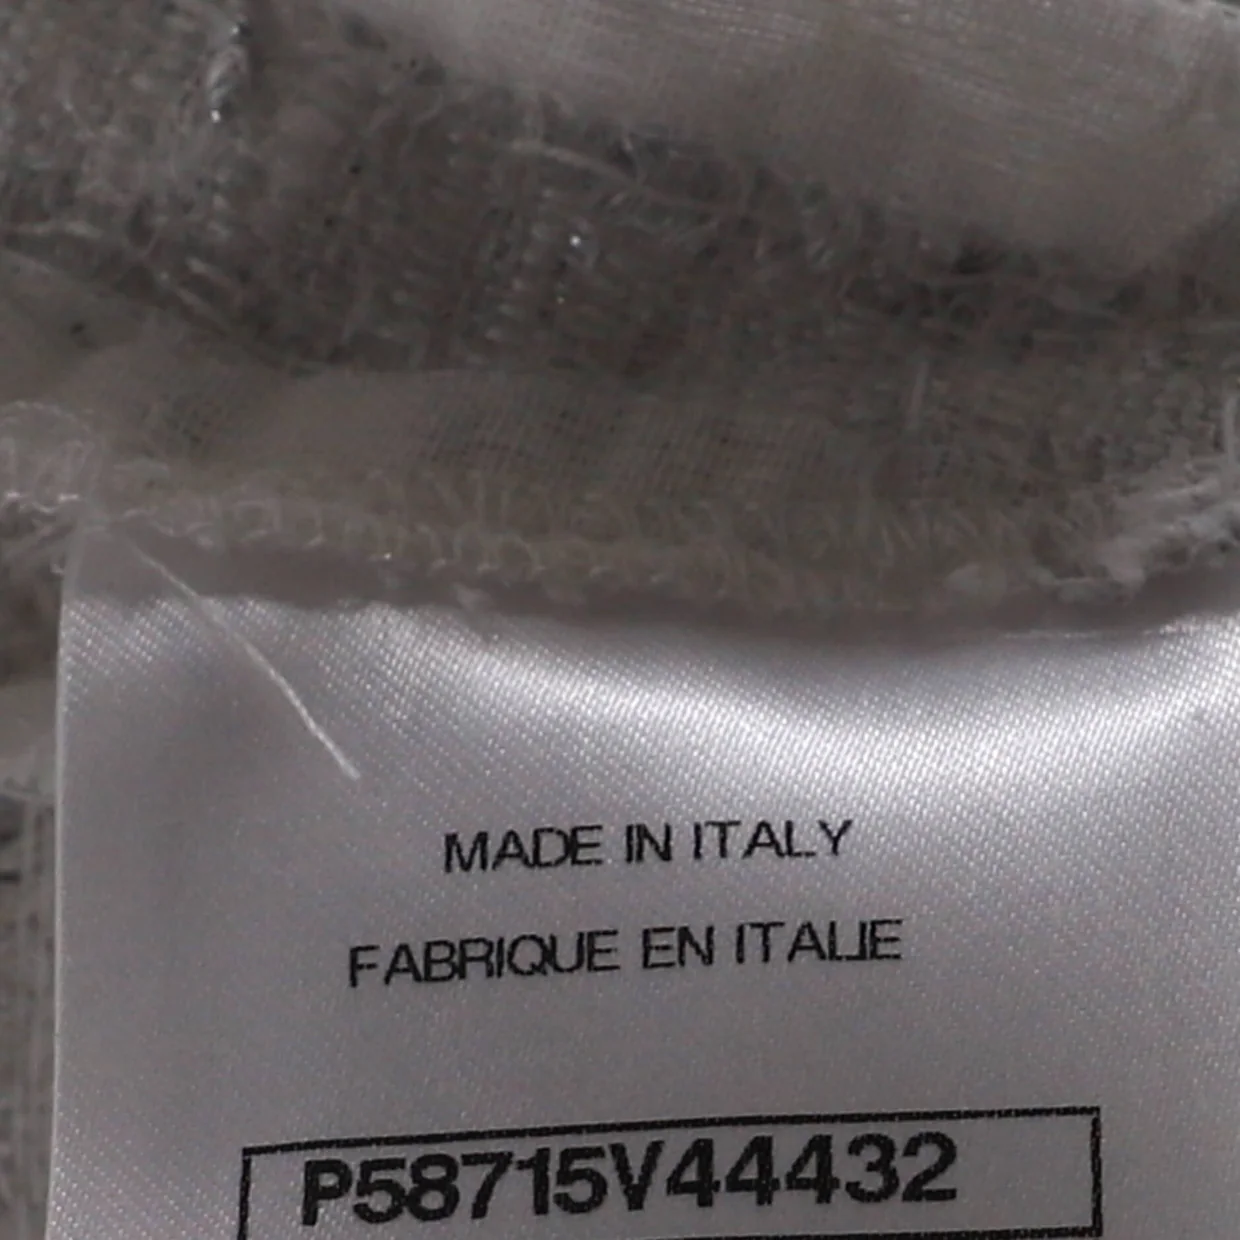 MADE IN ITALY
FABRIQUE EN ITALIE
P58715V44432